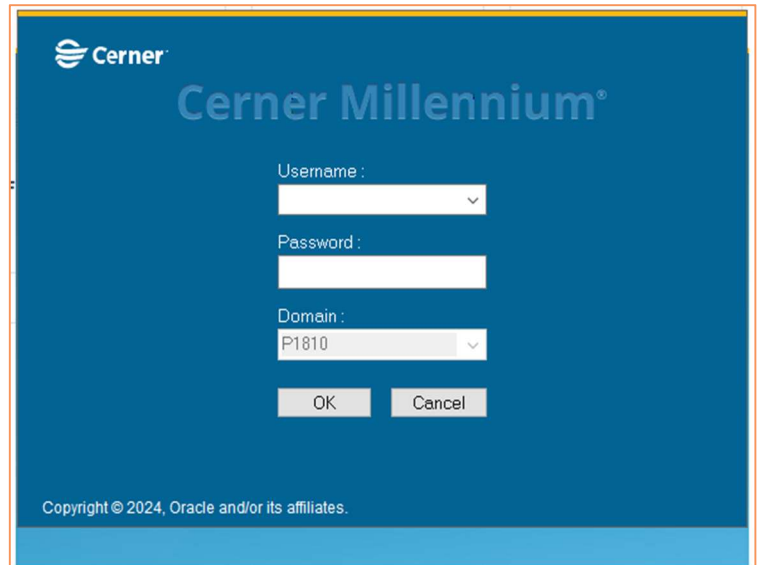 Cerner
Cerner Millennium®
Username :
Password :
Domain :
P1810
OK
Cancel
Copyright © 2024, Oracle and/or its affiliates.